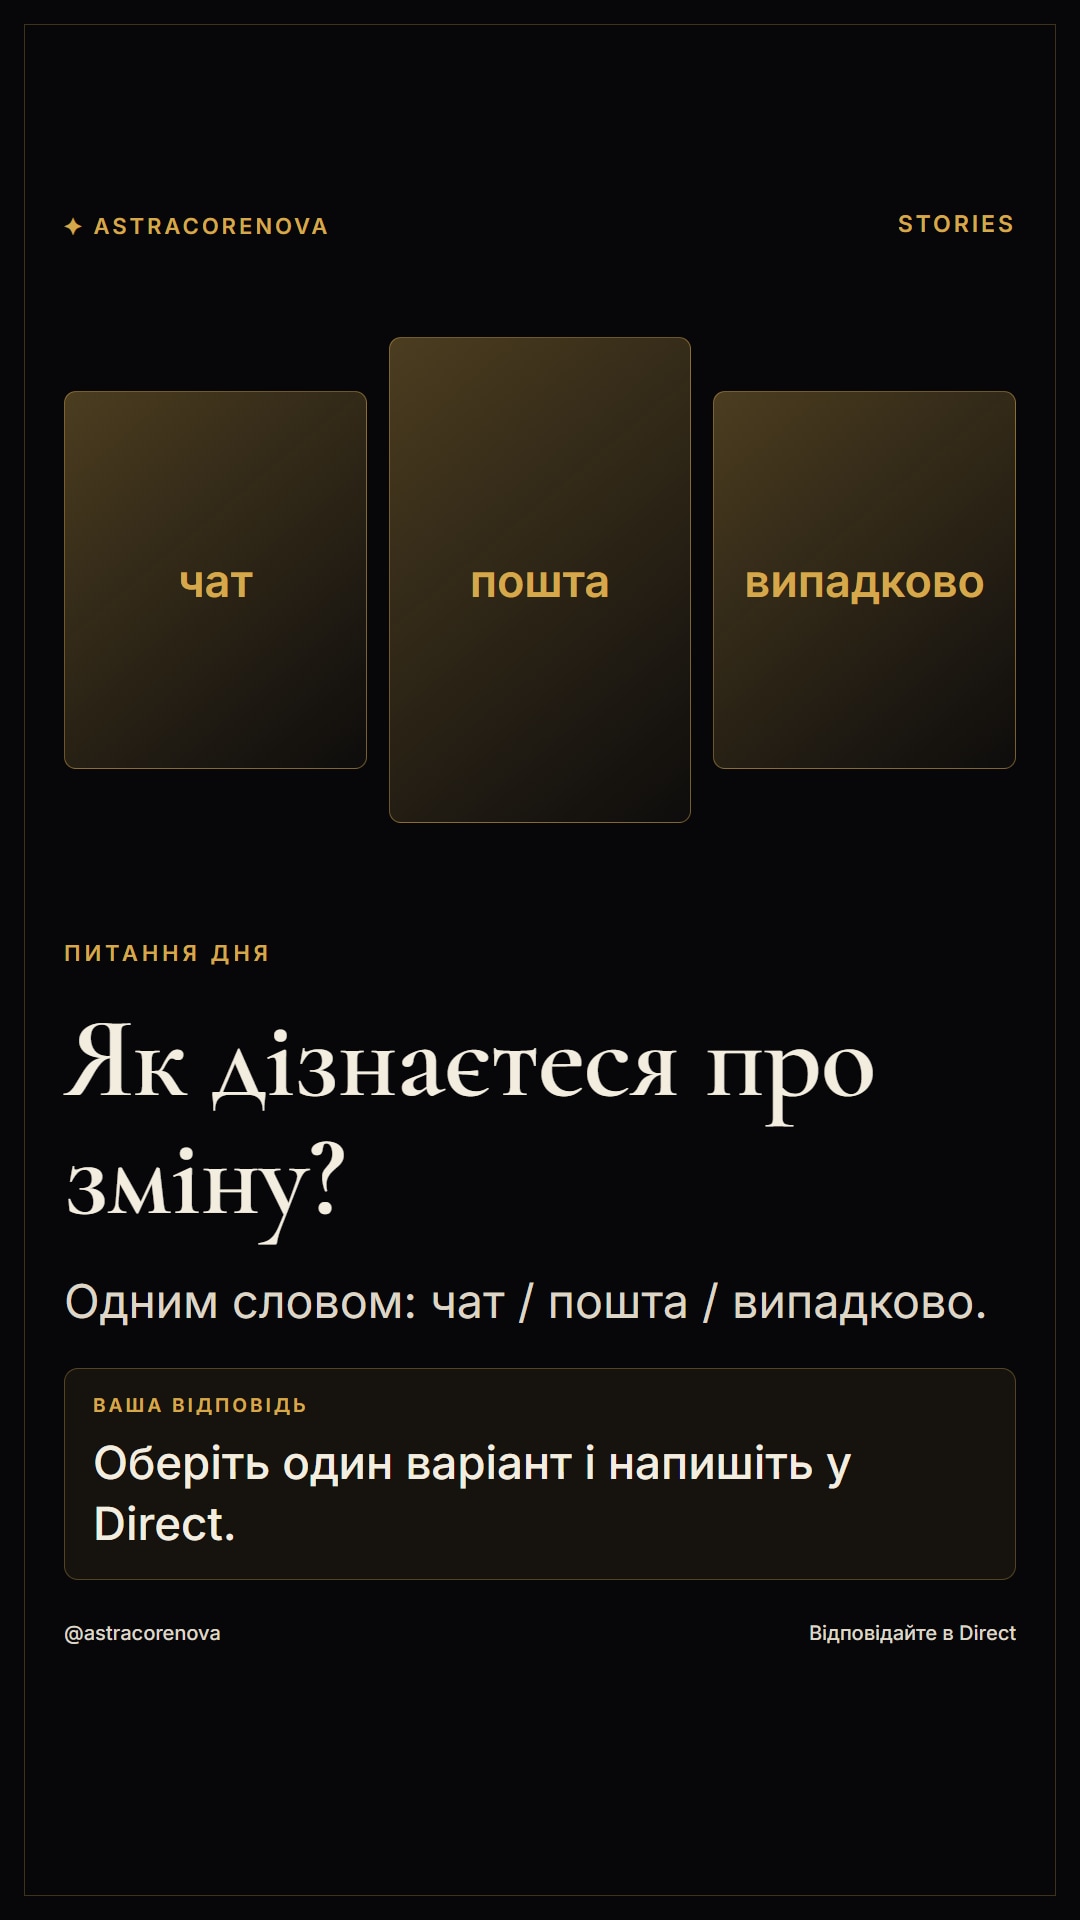 ✦ ASTRACORENOVA
STORIES
чат
пошта
випадково
ПИТАННЯ ДНЯ
Як дізнаєтеся про
зміну?
Одним словом: чат / пошта / випадково.
ВАША ВІДПОВІДЬ
Оберіть один варіант і напишіть у
Direct.
@astracorenova
Відповідайте в Direct